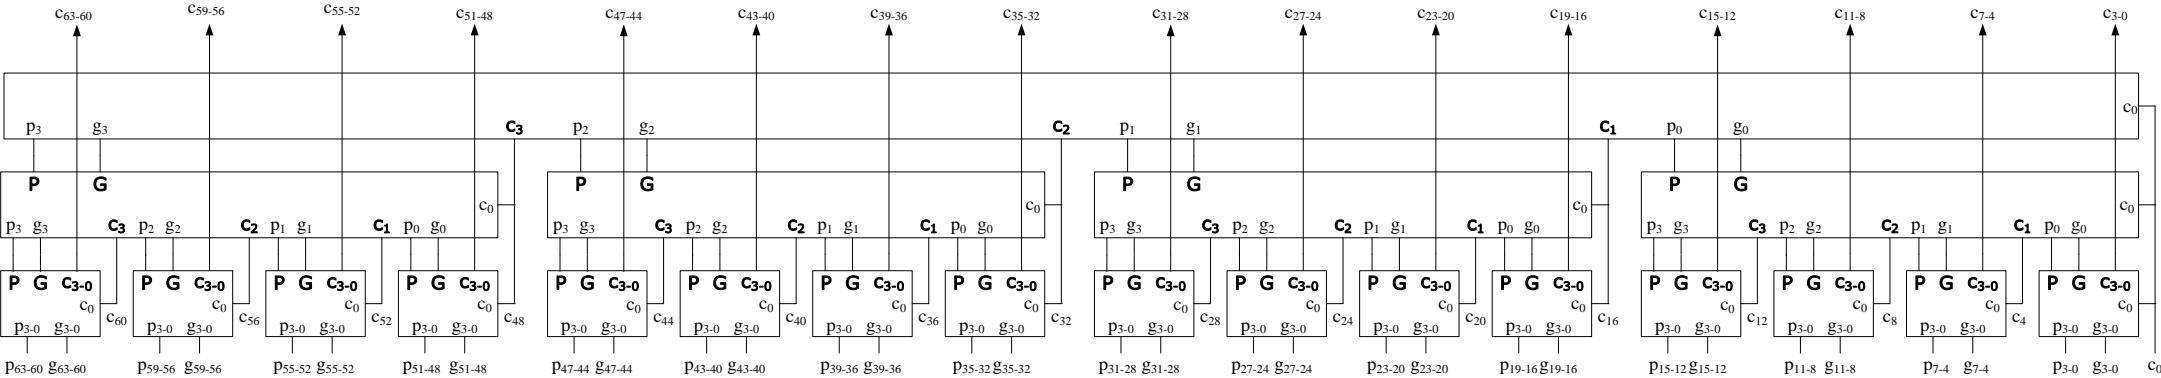 c63-60 c59-56 c55-52 c51-48 c47-44 c43-40 c39-36 c35-32 c31-28 c27-24 c23-20 c19-16 c15-12 c11-8 c7-4 c3-0
c0
p3 g3 c3 p2 g2 c2 p1 g1 c1 p0 g0
P G P G P G P G
c0 c0 c0 c0
p3 g3 c3 p2 g2 c2 p1 g1 c1 p0 g0 p3 g3 c3 p2 g2 c2 p1 g1 c1 p0 g0 p3 g3 c3 p2 g2 c2 p1 g1 c1 p0 g0 p3 g3 c3 p2 g2 c2 p1 g1 c1 p0 g0
P G c3-0 P G c3-0 P G c3-0 P G c3-0 P G c3-0 P G c3-0 P G c3-0 P G c3-0 P G c3-0 P G c3-0 P G c3-0 P G c3-0 P G c3-0 P G c3-0 P G c3-0 P G c3-0
c0 c0 c0 c0 c0 c0 c0 c0 c0 c0 c0 c0 c0 c0 c0 c0
c60 c56 c52 c48 c44 c40 c36 c32 c28 c24 c20 c16 c12 c8 c4
p3-0 g3-0 p3-0 g3-0 p3-0 g3-0 p3-0 g3-0 p3-0 g3-0 p3-0 g3-0 p3-0 g3-0 p3-0 g3-0 p3-0 g3-0 p3-0 g3-0 p3-0 g3-0 p3-0 g3-0 p3-0 g3-0 p3-0 g3-0 p3-0 g3-0 p3-0 g3-0
p63-60 g63-60 p59-56 g59-56 p55-52 g55-52 p51-48 g51-48 p47-44 g47-44 p43-40 g43-40 p39-36 g39-36 p35-32 g35-32 p31-28 g31-28 p27-24 g27-24 p23-20 g23-20 p19-16 g19-16 p15-12 g15-12 p11-8 g11-8 p7-4 g7-4 p3-0 g3-0 c0